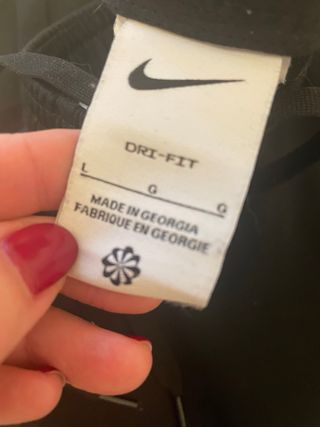 DRI-FIT
L G G
MADE IN GEORGIA
FABRIQUE EN GEORGIE